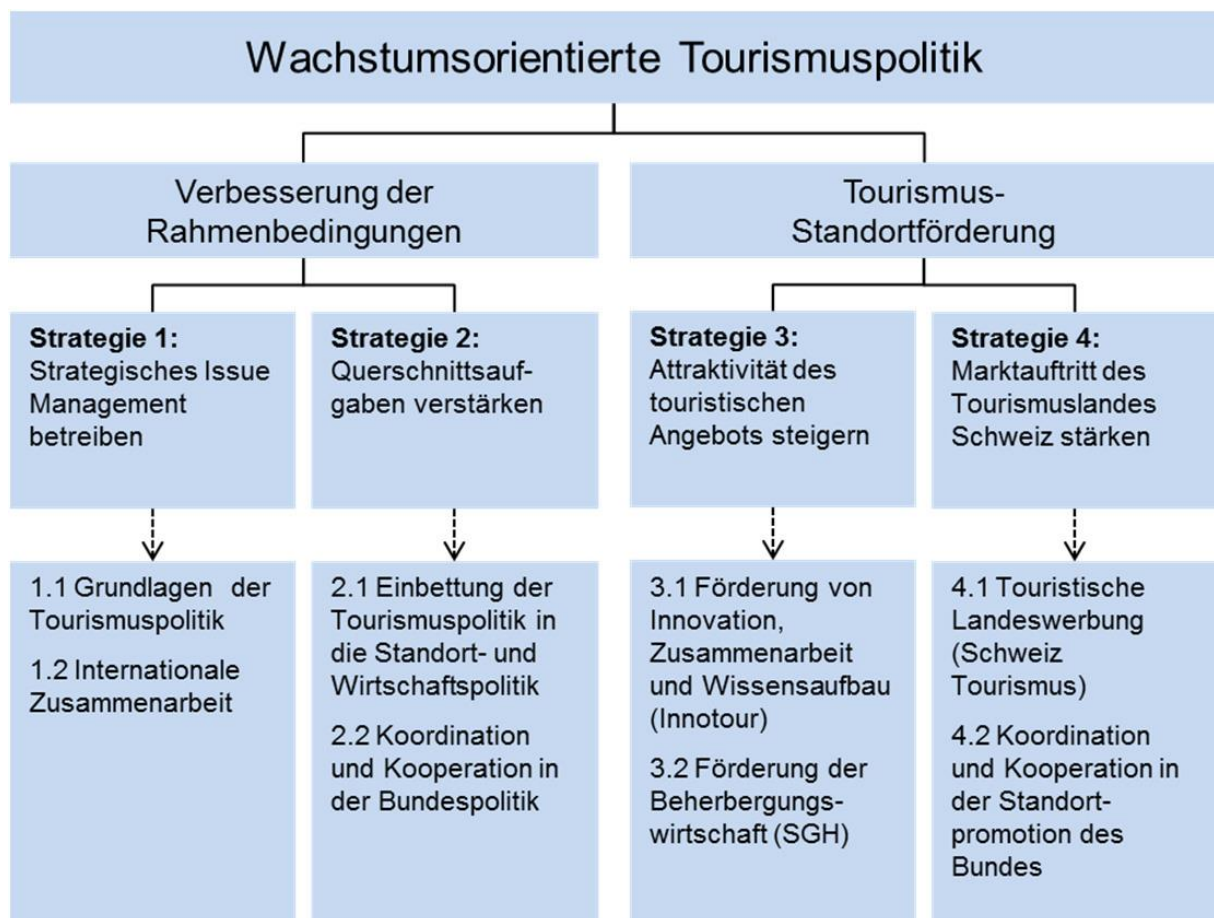 Wachstumsorientierte Tourismuspolitik
Verbesserung der
Rahmenbedingungen
Tourismus-
Standortförderung
Strategie 1:
Strategisches Issue
Management
betreiben
Strategie 2:
Querschnittsauf-
gaben verstärken
Strategie 3:
Attraktivität des
touristischen
Angebots steigern
Strategie 4:
Marktauftritt des
Tourismuslandes
Schweiz stärken
1.1 Grundlagen der
Tourismuspolitik
1.2 Internationale
Zusammenarbeit
2.1 Einbettung der
Tourismuspolitik in
die Standort- und
Wirtschaftspolitik
2.2 Koordination
und Kooperation in
der Bundespolitik
3.1 Förderung von
Innovation,
Zusammenarbeit
und Wissensaufbau
(Innotour)
3.2 Förderung der
Beherbergungs-
wirtschaft (SGH)
4.1 Touristische
Landeswerbung
(Schweiz
Tourismus)
4.2 Koordination
und Kooperation in
der Standort-
promotion des
Bundes